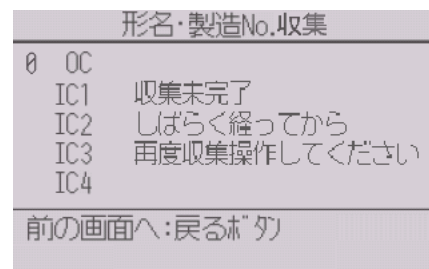 形名・製造No.収集
0 OC
IC1 収集未完了
IC2 しばらく経ってから
IC3 再度収集操作してください
IC4
前の画面へ:戻るボタン